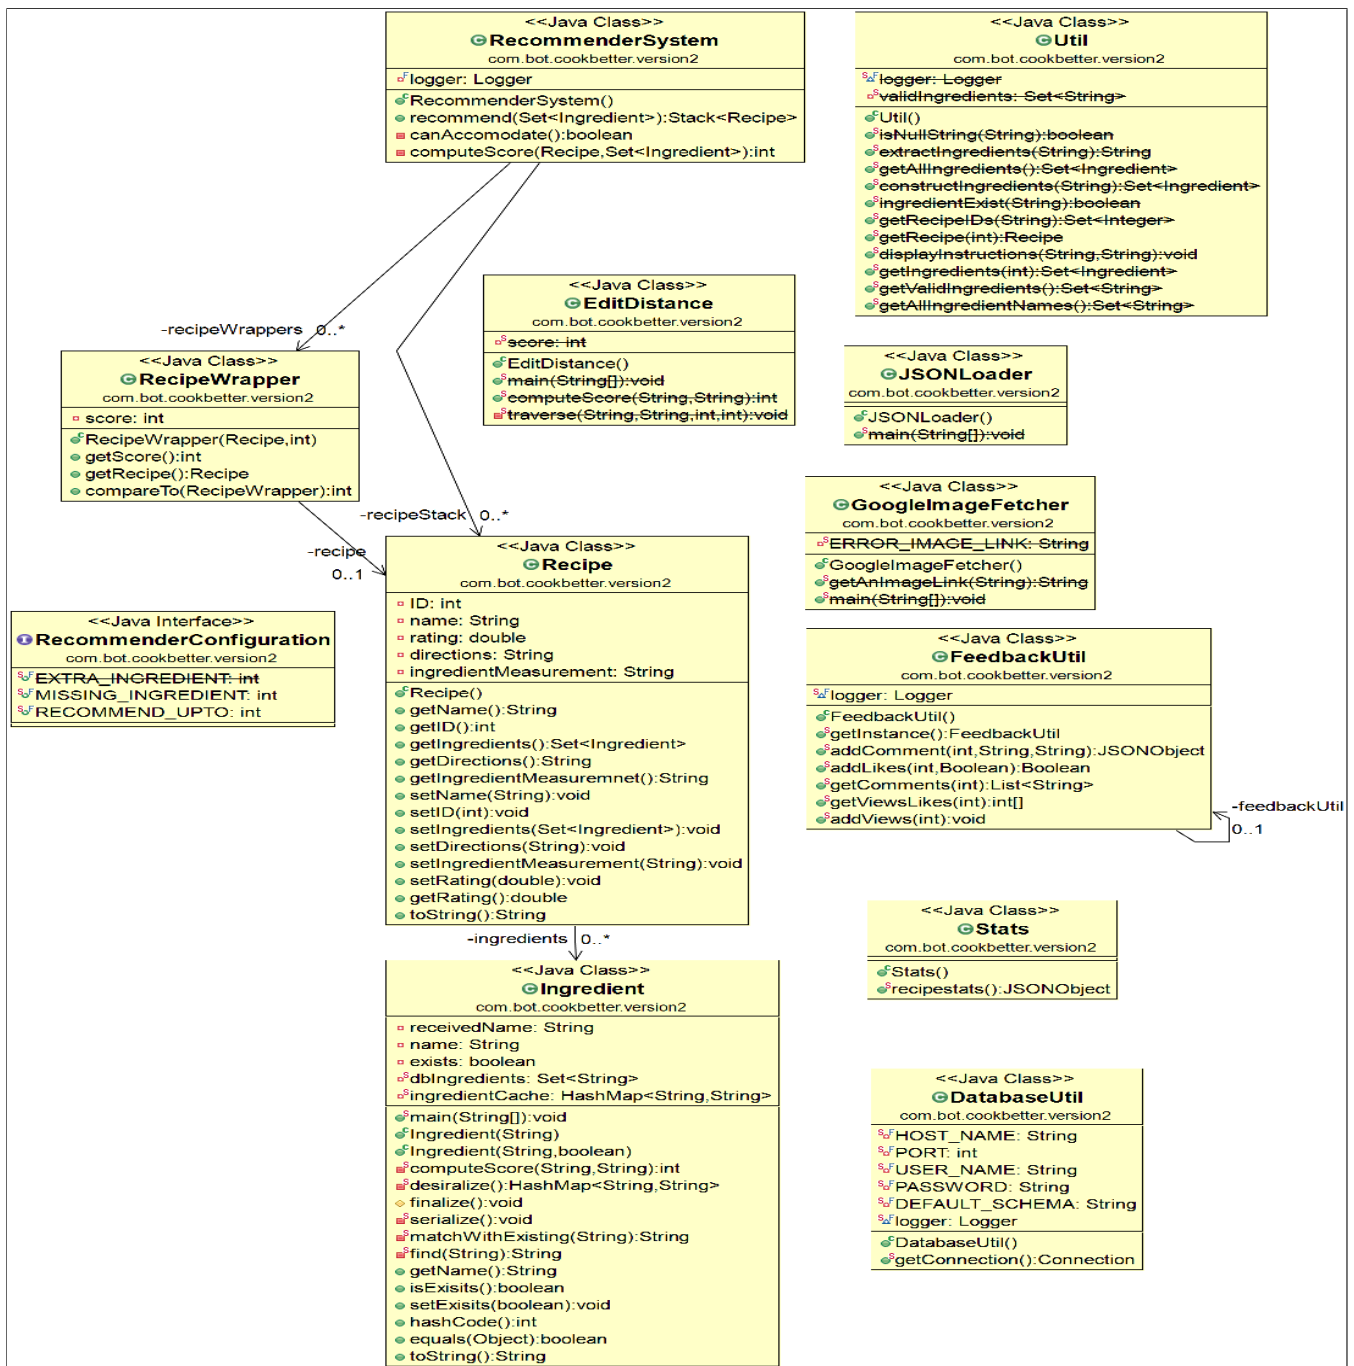 <<Java Class>>
RecommenderSystem
com.bot.cookbetter.version2
logger: Logger
RecommenderSystem()
recommend(Set<Ingredient>):Stack<Recipe>
canAccomodate():boolean
computeScore(Recipe,Set<Ingredient>):int
<<Java Class>>
Util
com.bot.cookbetter.version2
logger: Logger
validIngredients: Set<String>
Util()
isNullString(String):boolean
extractIngredients(String):String
getAllIngredients():Set<Ingredient>
constructIngredients(String):Set<Ingredient>
ingredientExist(String):boolean
getRecipeIDs(String):Set<Integer>
getRecipe(int):Recipe
displayInstructions(String,String):void
getIngredients(int):Set<Ingredient>
getValidIngredients():Set<String>
getAllIngredientNames():Set<String>
<<Java Class>>
EditDistance
com.bot.cookbetter.version2
score: int
EditDistance()
main(String[]):void
computeScore(String,String):int
traverse(String,String,int,int):void
-recipeWrappers 0..*
<<Java Class>>
RecipeWrapper
com.bot.cookbetter.version2
score: int
RecipeWrapper(Recipe,int)
getScore():int
getRecipe():Recipe
compareTo(RecipeWrapper):int
<<Java Class>>
JSONLoader
com.bot.cookbetter.version2
JSONLoader()
main(String[]):void
<<Java Class>>
GoogleImageFetcher
com.bot.cookbetter.version2
ERROR_IMAGE_LINK: String
GoogleImageFetcher()
getAnImageLink(String):String
main(String[]):void
-recipeStack 0..*
-recipe
0..1
<<Java Class>>
Recipe
com.bot.cookbetter.version2
ID: int
name: String
rating: double
directions: String
ingredientMeasurement: String
Recipe()
getName():String
getID():int
getIngredients():Set<Ingredient>
getDirections():String
getIngredientMeasuremnet():String
setName(String):void
setID(int):void
setIngredients(Set<Ingredient>):void
setDirections(String):void
setIngredientMeasurement(String):void
setRating(double):void
getRating():double
toString():String
<<Java Interface>>
RecommenderConfiguration
com.bot.cookbetter.version2
EXTRA_INGREDIENT: int
MISSING_INGREDIENT: int
RECOMMEND_UPTO: int
<<Java Class>>
FeedbackUtil
com.bot.cookbetter.version2
logger: Logger
FeedbackUtil()
getInstance():FeedbackUtil
addComment(int,String,String):JSONObject
addLikes(int,Boolean):Boolean
getComments(int):List<String>
getViewsLikes(int):int[]
addViews(int):void
-feedbackUtil
0..1
<<Java Class>>
Stats
com.bot.cookbetter.version2
Stats()
recipestats():JSONObject
-ingredients 0..*
<<Java Class>>
Ingredient
com.bot.cookbetter.version2
receivedName: String
name: String
exists: boolean
dbIngredients: Set<String>
ingredientCache: HashMap<String,String>
main(String[]):void
Ingredient(String)
Ingredient(String,boolean)
computeScore(String,String):int
desiralize():HashMap<String,String>
finalize():void
serialize():void
matchWithExisting(String):String
find(String):String
getName():String
isExisits():boolean
setExisits(boolean):void
hashCode():int
equals(Object):boolean
toString():String
<<Java Class>>
DatabaseUtil
com.bot.cookbetter.version2
HOST_NAME: String
PORT: int
USER_NAME: String
PASSWORD: String
DEFAULT_SCHEMA: String
logger: Logger
DatabaseUtil()
getConnection():Connection